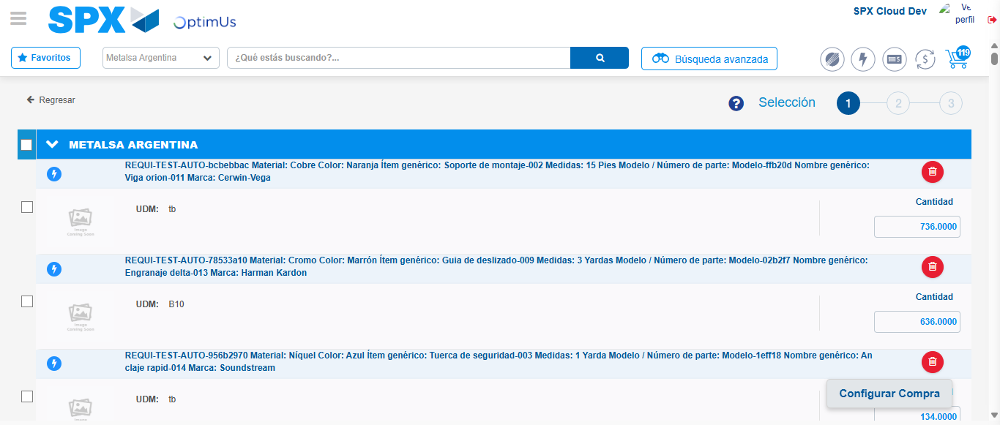 SPX
OptimUs
SPX Cloud Dev
Ve
perfil
Favoritos
Metalsa Argentina
¿Qué estás buscando?...
Búsqueda avanzada
119
Regresar
Selección
1
2
3
METALSA ARGENTINA
REQUI-TEST-AUTO-bcbebbac Material: Cobre Color: Naranja Ítem genérico: Soporte de montaje-002 Medidas: 15 Pies Modelo / Número de parte: Modelo-ffb20d Nombre genérico:
Viga orion-011 Marca: Cerwin-Vega
UDM: tb
Cantidad
736.0000
Image
Coming Soon
REQUI-TEST-AUTO-78533a10 Material: Cromo Color: Marrón Ítem genérico: Guia de deslizado-009 Medidas: 3 Yardas Modelo / Número de parte: Modelo-02b2f7 Nombre genérico:
Engranaje delta-013 Marca: Harman Kardon
UDM: B10
Cantidad
636.0000
Image
Coming Soon
REQUI-TEST-AUTO-956b2970 Material: Níquel Color: Azul Ítem genérico: Tuerca de seguridad-003 Medidas: 1 Yarda Modelo / Número de parte: Modelo-1eff18 Nombre genérico: An
claje rapid-014 Marca: Soundstream
UDM: tb
Configurar Compra
134.0000